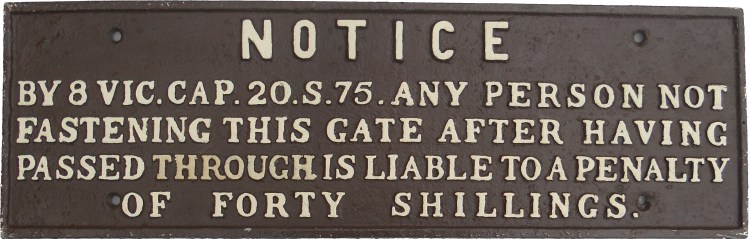 NOTICE
BY 8 VIC. CAP. 20. S. 75. ANY PERSON NOT
FASTENING THIS GATE AFTER HAVING
PASSED THROUGH IS LIABLE TO A PENALTY
OF FORTY SHILLINGS.